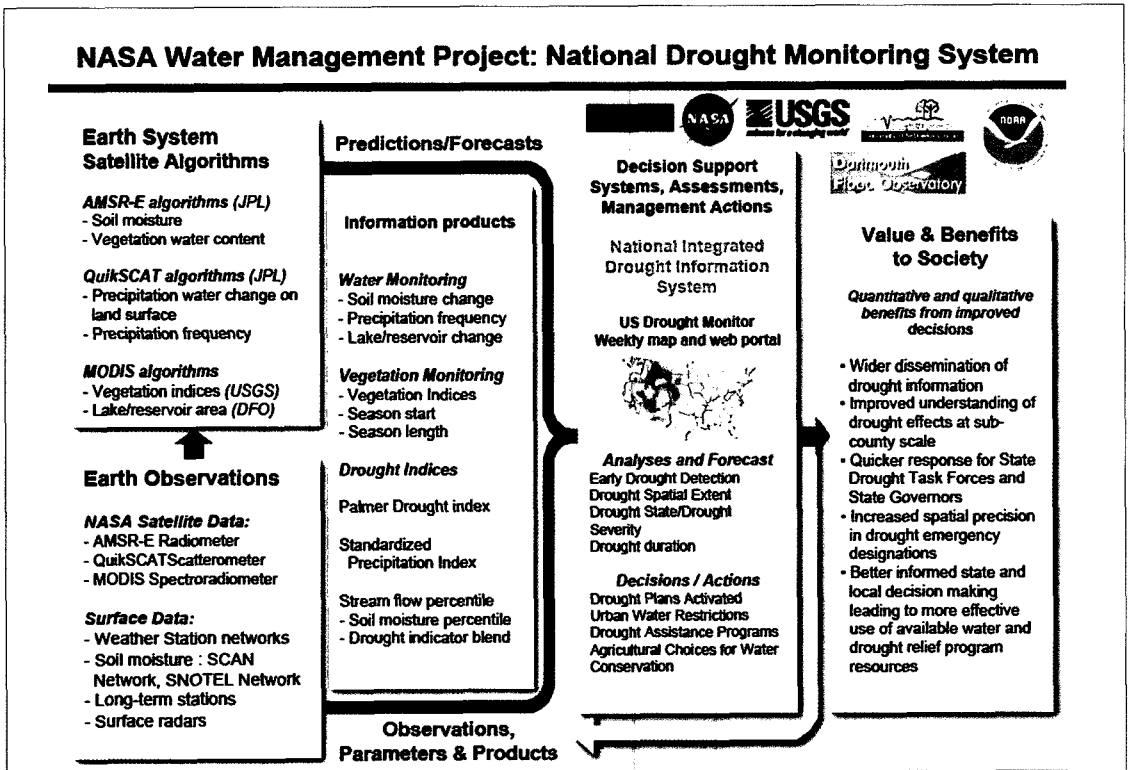 NASA Water Management Project: National Drought Monitoring System
Earth System
Satellite Algorithms
AMSR-E algorithms (JPL)
- Soil moisture
- Vegetation water content
QuikSCAT algorithms (JPL)
- Precipitation water change on
land surface
- Precipitation frequency
MODIS algorithms
- Vegetation indices (USGS)
- Lake/reservoir area (DFO)
Earth Observations
NASA Satellite Data:
- AMSR-E Radiometer
- QuikSCATScatterometer
- MODIS Spectroradiometer
Surface Data:
- Weather Station networks
- Soil moisture : SCAN
Network, SNOTEL Network
- Long-term stations
- Surface radars
Predictions/Forecasts
Information products
Water Monitoring
- Soil moisture change
- Precipitation frequency
- Lake/reservoir change
Vegetation Monitoring
- Vegetation Indices
- Season start
- Season length
Drought Indices
Palmer Drought index
Standardized
Precipitation Index
Stream flow percentile
- Soil moisture percentile
- Drought indicator blend
Observations,
Parameters & Products
NASA
USGS
science for a changing world
NOAA
Dartmouth
Flood Observatory
Decision Support
Systems, Assessments,
Management Actions
National Integrated
Drought Information
System
US Drought Monitor
Weekly map and web portal
Analyses and Forecast
Early Drought Detection
Drought Spatial Extent
Drought State/Drought
Severity
Drought duration
Decisions / Actions
Drought Plans Activated
Urban Water Restrictions
Drought Assistance Programs
Agricultural Choices for Water
Conservation
Value & Benefits
to Society
Quantitative and qualitative
benefits from improved
decisions
• Wider dissemination of
drought information
• Improved understanding of
drought effects at sub-
county scale
• Quicker response for State
Drought Task Forces and
State Governors
• Increased spatial precision
in drought emergency
designations
• Better informed state and
local decision making
leading to more effective
use of available water and
drought relief program
resources